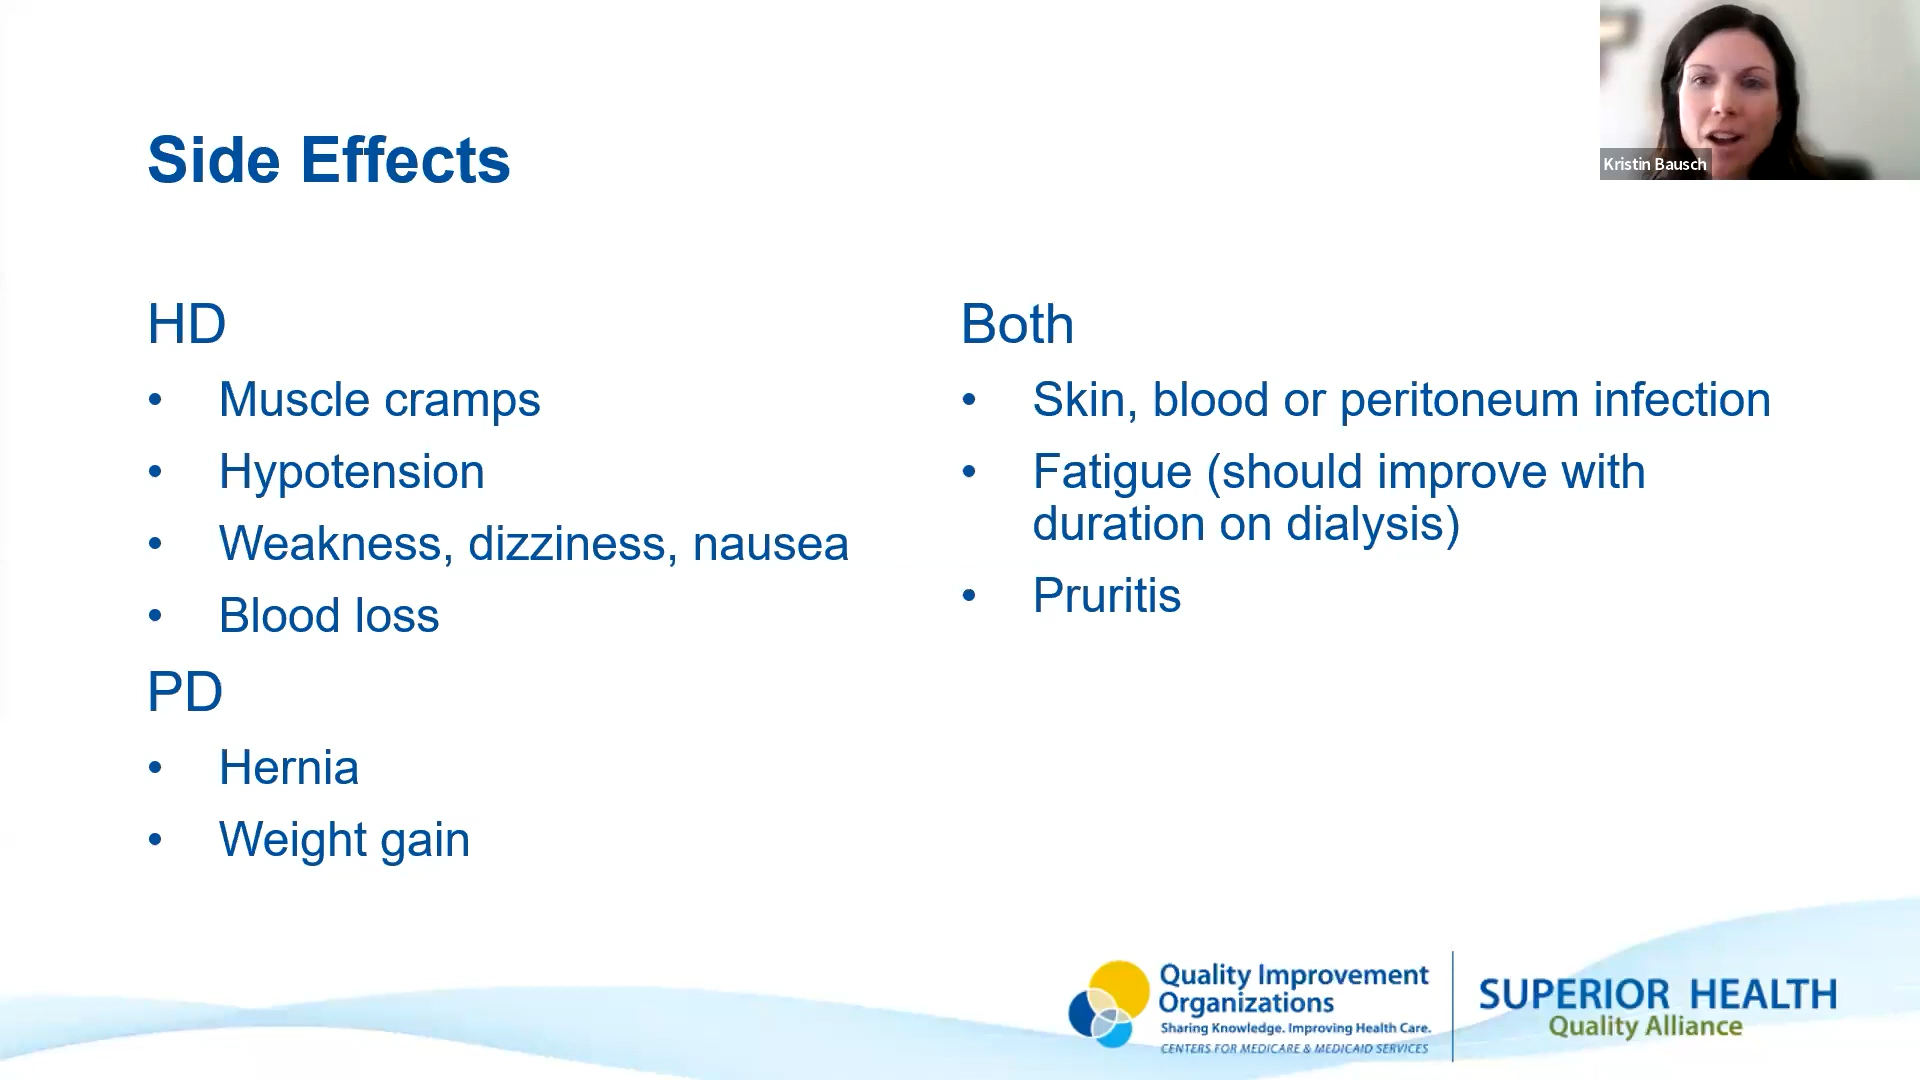 Side Effects
HD
• Muscle cramps
• Hypotension
• Weakness, dizziness, nausea
• Blood loss
PD
• Hernia
• Weight gain
Both
• Skin, blood or peritoneum infection
• Fatigue (should improve with
duration on dialysis)
• Pruritis
Kristin Bausch
Quality Improvement
Organizations
Sharing Knowledge. Improving Health Care.
CENTERS FOR MEDICARE & MEDICAID SERVICES
SUPERIOR HEALTH
Quality Alliance